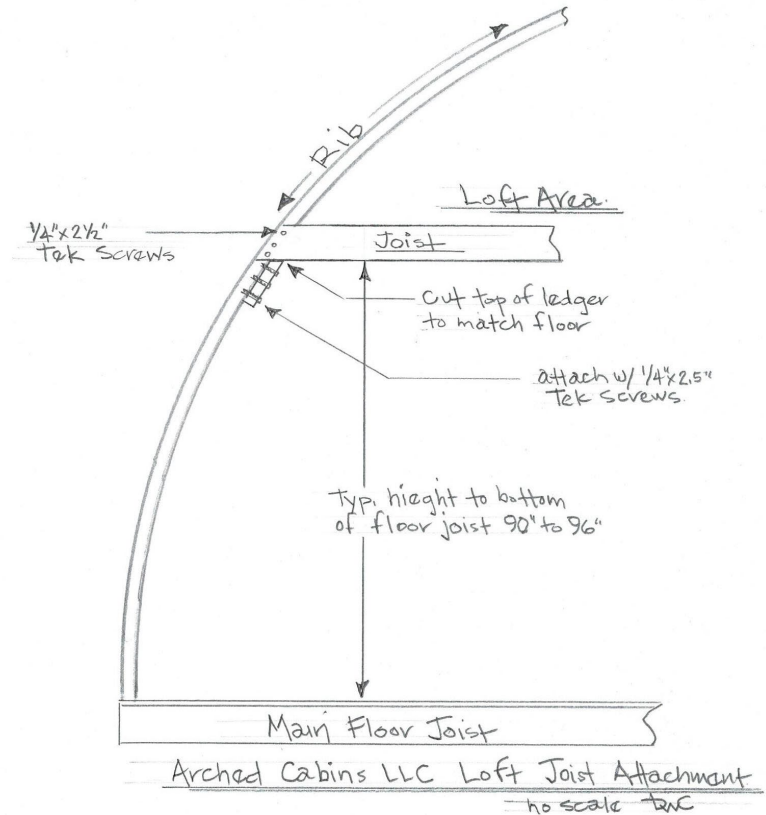 Rib
Loft Area.
1/4"x2 1/2"
Tek Screws
Joist
Cut top of ledger
to match floor
attach w/ 1/4"x2.5"
Tek Screws.
Typ. hieght to bottom
of floor joist 90" to 96"
Main Floor Joist
Arched Cabins LLC Loft Joist Attachment
no scale